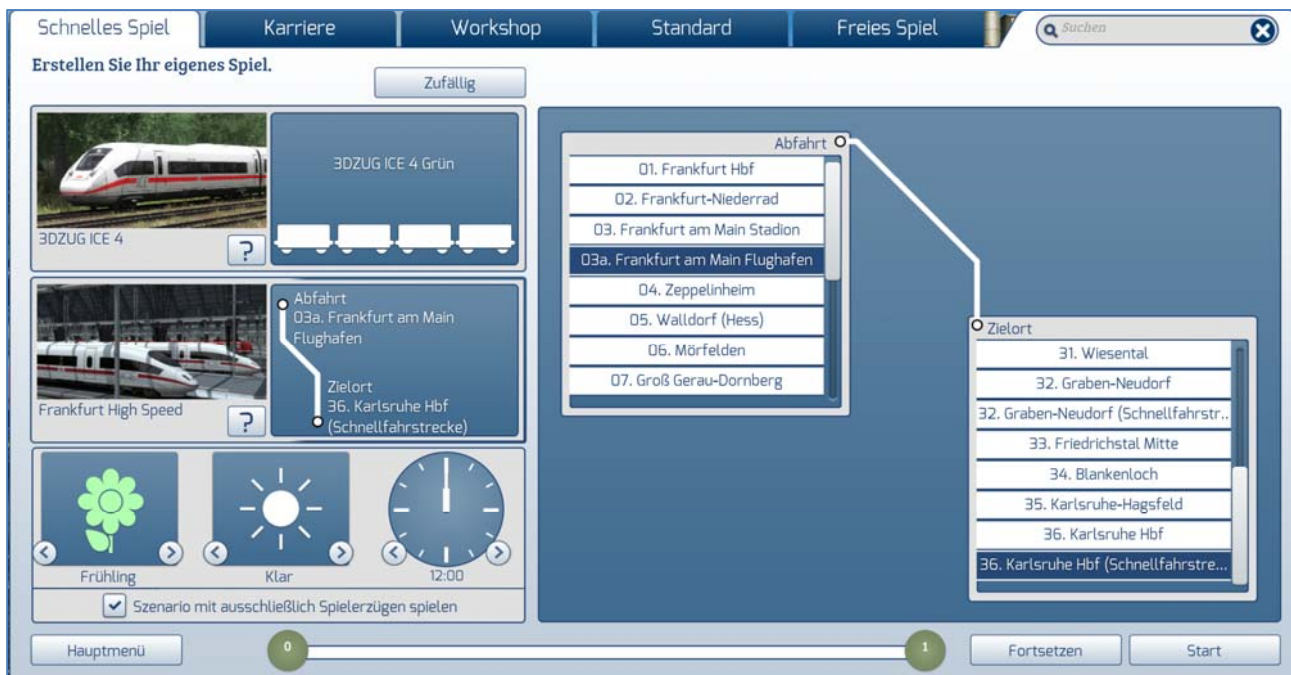 Schnelles Spiel
Karriere
Workshop
Standard
Freies Spiel
Suchen
Erstellen Sie Ihr eigenes Spiel.
Zufällig
3DZUG ICE 4
?
3DZUG ICE 4 Grün
Frankfurt High Speed
?
Abfahrt
03a. Frankfurt am Main
Flughafen
Zielort
36. Karlsruhe Hbf
(Schnellfahrstrecke)
Frühling
Klar
12:00
Szenario mit ausschließlich Spielerzügen spielen
Abfahrt
01. Frankfurt Hbf
02. Frankfurt-Niederrad
03. Frankfurt am Main Stadion
03a. Frankfurt am Main Flughafen
04. Zeppelinheim
05. Walldorf (Hess)
06. Mörfelden
07. Groß Gerau-Dornberg
Zielort
31. Wiesental
32. Graben-Neudorf
32. Graben-Neudorf (Schnellfahrstr..
33. Friedrichstal Mitte
34. Blankenloch
35. Karlsruhe-Hagsfeld
36. Karlsruhe Hbf
36. Karlsruhe Hbf (Schnellfahrstre...
Hauptmenü
0
1
Fortsetzen
Start